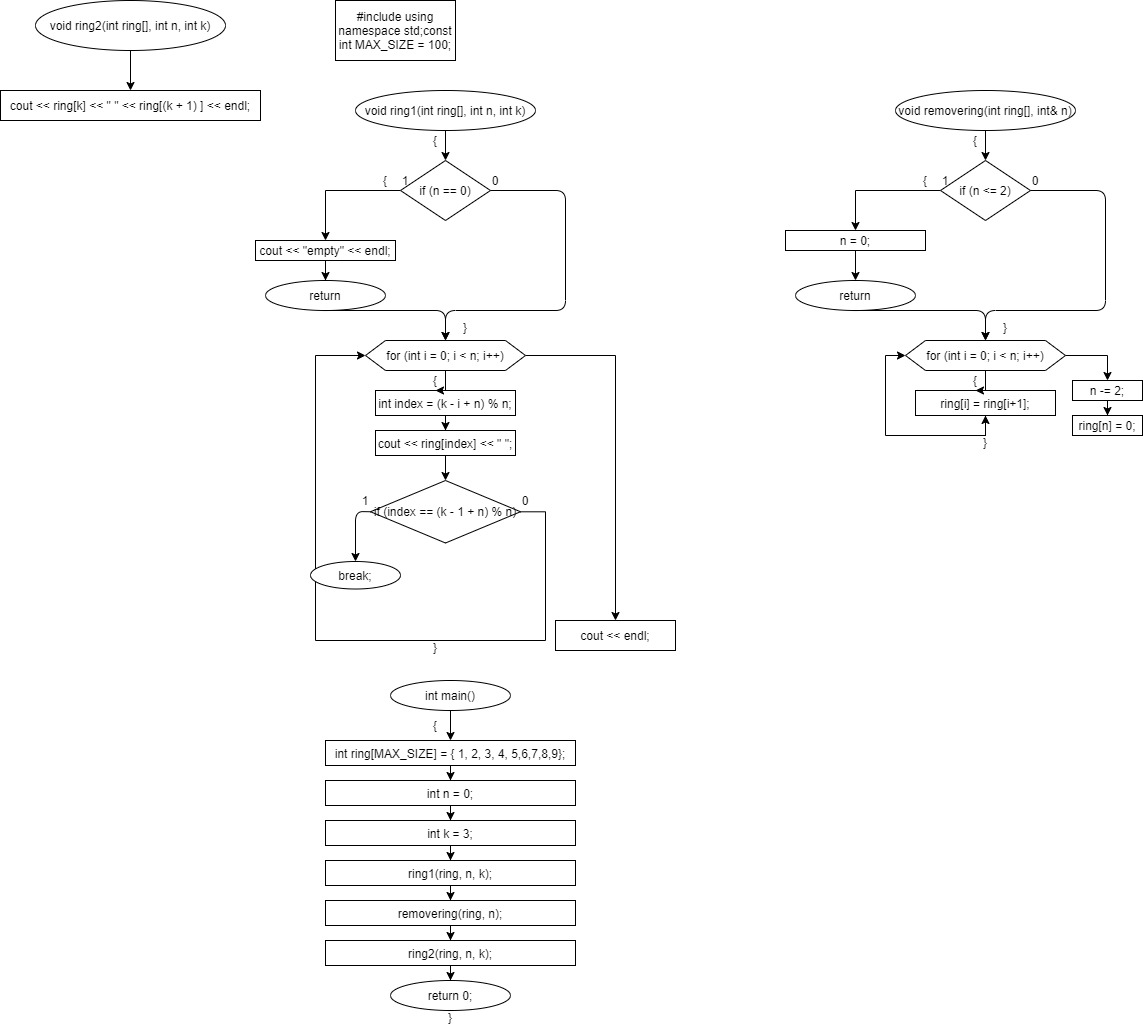 void ring2(int ring[], int n, int k)
cout << ring[k] << " " << ring[(k + 1) ] << endl;
#include using
namespace std;const
int MAX_SIZE = 100;
void ring1(int ring[], int n, int k)
{
if (n == 0)
{ 1
0
cout << "empty" << endl;
return
}
for (int i = 0; i < n; i++)
{
int index = (k - i + n) % n;
cout << ring[index] << " ";
if (index == (k - 1 + n) % n)
1
0
break;
}
cout << endl;
void removering(int ring[], int& n)
{
if (n <= 2)
{ 1
0
n = 0;
return
}
for (int i = 0; i < n; i++)
{
ring[i] = ring[i+1];
}
n -= 2;
ring[n] = 0;
int main()
{
int ring[MAX_SIZE] = { 1, 2, 3, 4, 5,6,7,8,9};
int n = 0;
int k = 3;
ring1(ring, n, k);
removering(ring, n);
ring2(ring, n, k);
return 0;
}